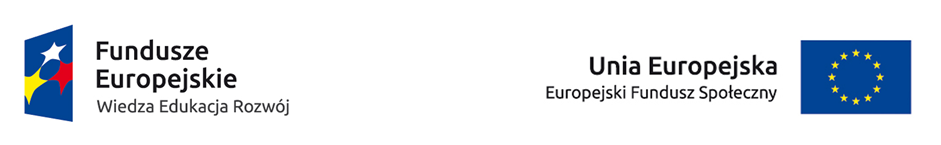 Fundusze
Europejskie
Wiedza Edukacja Rozwój
Unia Europejska
Europejski Fundusz Społeczny